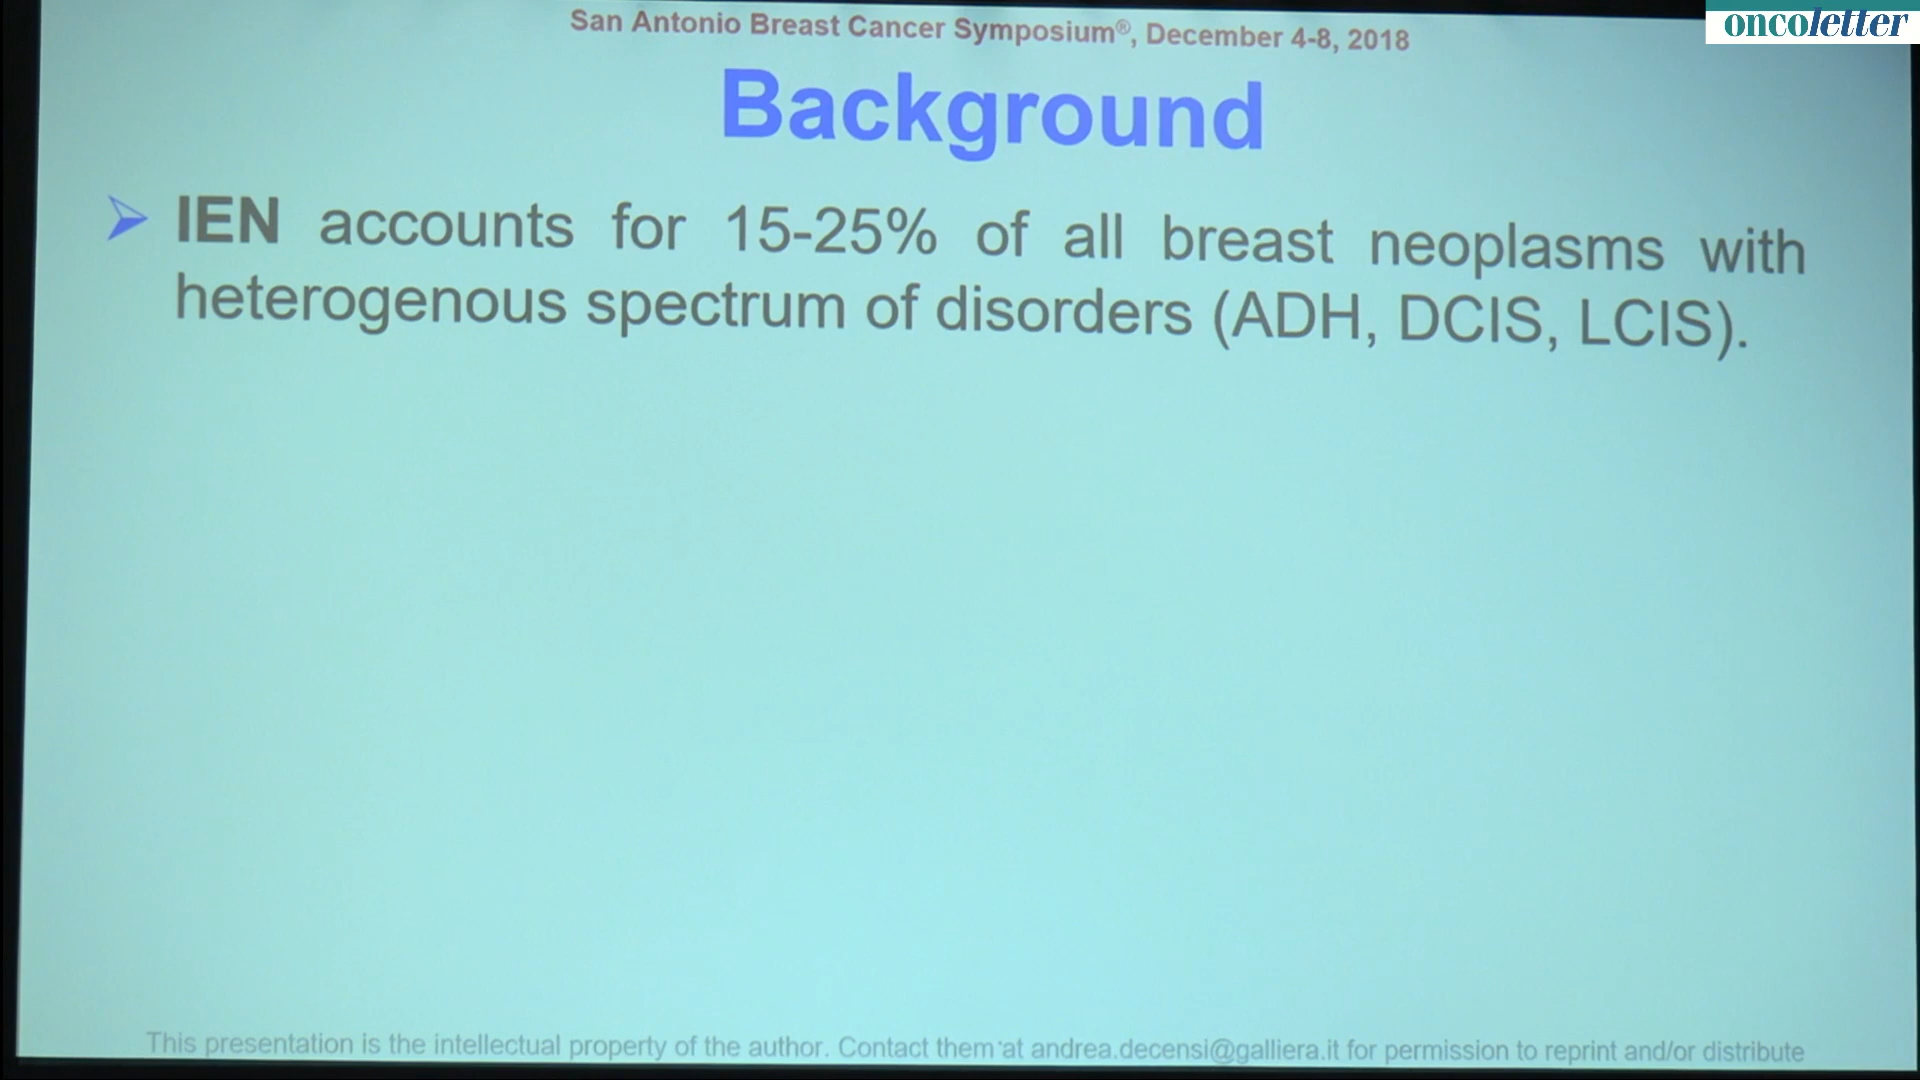 San Antonio Breast Cancer Symposium®, December 4-8, 2018
oncoletter
Background
IEN accounts for 15-25% of all breast neoplasms with
heterogenous spectrum of disorders (ADH, DCIS, LCIS).
This presentation is the intellectual property of the author. Contact them at andrea.decensi@galliera.it for permission to reprint and/or distribute